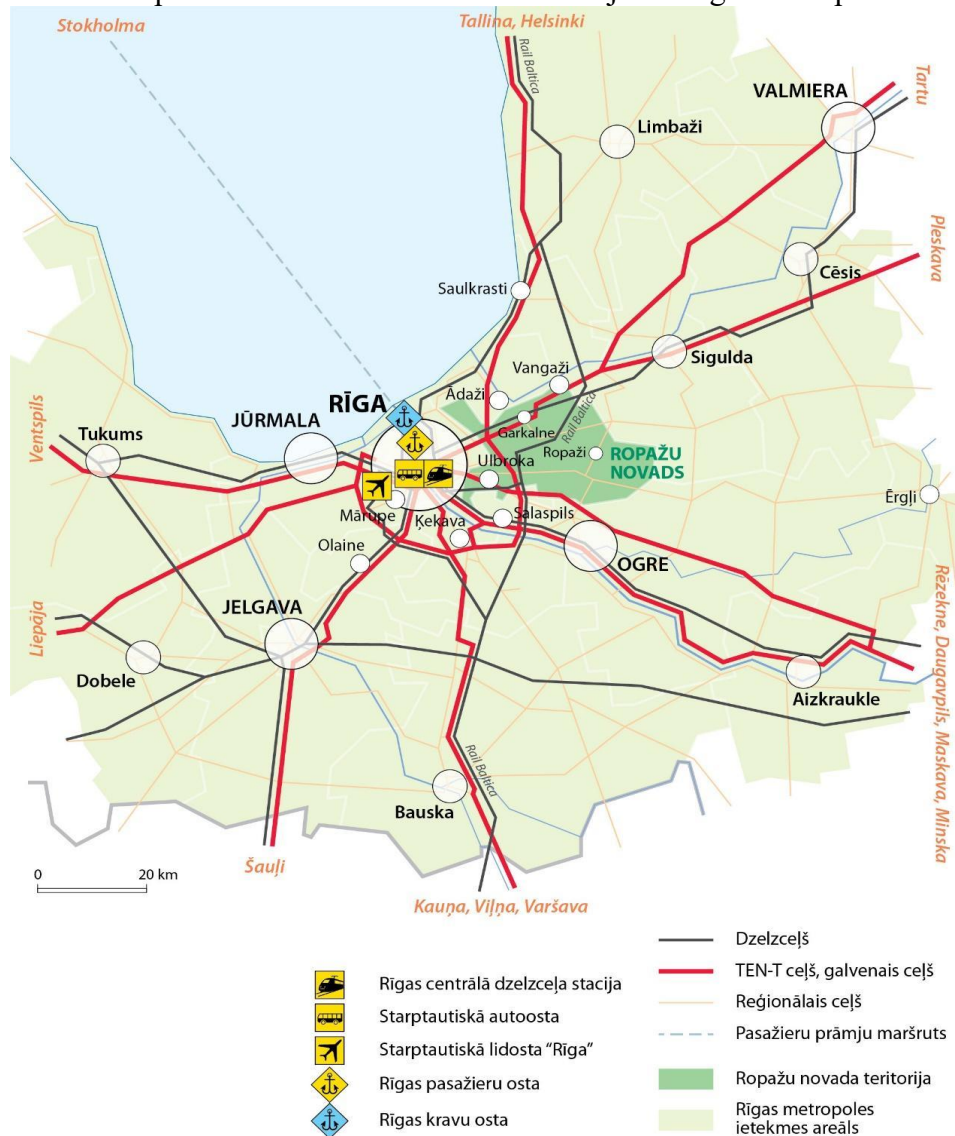 Stokholma
Tallina, Helsinki
Rail Baltica
Tartu
VALMIERA
Limbaži
Pleskava
Cēsis
Saulkrasti
Sigulda
Vangaži
Ādaži
RĪGA
JŪRMALA
Garkalne
Rail Baltica
Ventspils
Tukums
Ropaži
ROPAŽU
NOVADS
Ulbroka
Ērgļi
Mārupe
Ķekava
Salaspils
Olaine
OGRE
Rēzekne, Daugavpils, Maskava, Minska
Liepāja
JELGAVA
Dobele
Aizkraukle
Rail Baltica
Bauska
Šauļi
0 20 km
Kauņa, Viļņa, Varšava
Rīgas centrālā dzelzceļa stacija
Starptautiskā autoosta
Starptautiskā lidosta “Rīga”
Rīgas pasažieru osta
Rīgas kravu osta
Dzelzceļš
TEN-T ceļš, galvenais ceļš
Reģionālais ceļš
Pasažieru prāmju maršruts
Ropažu novada teritorija
Rīgas metropoles
ietekmes areāls